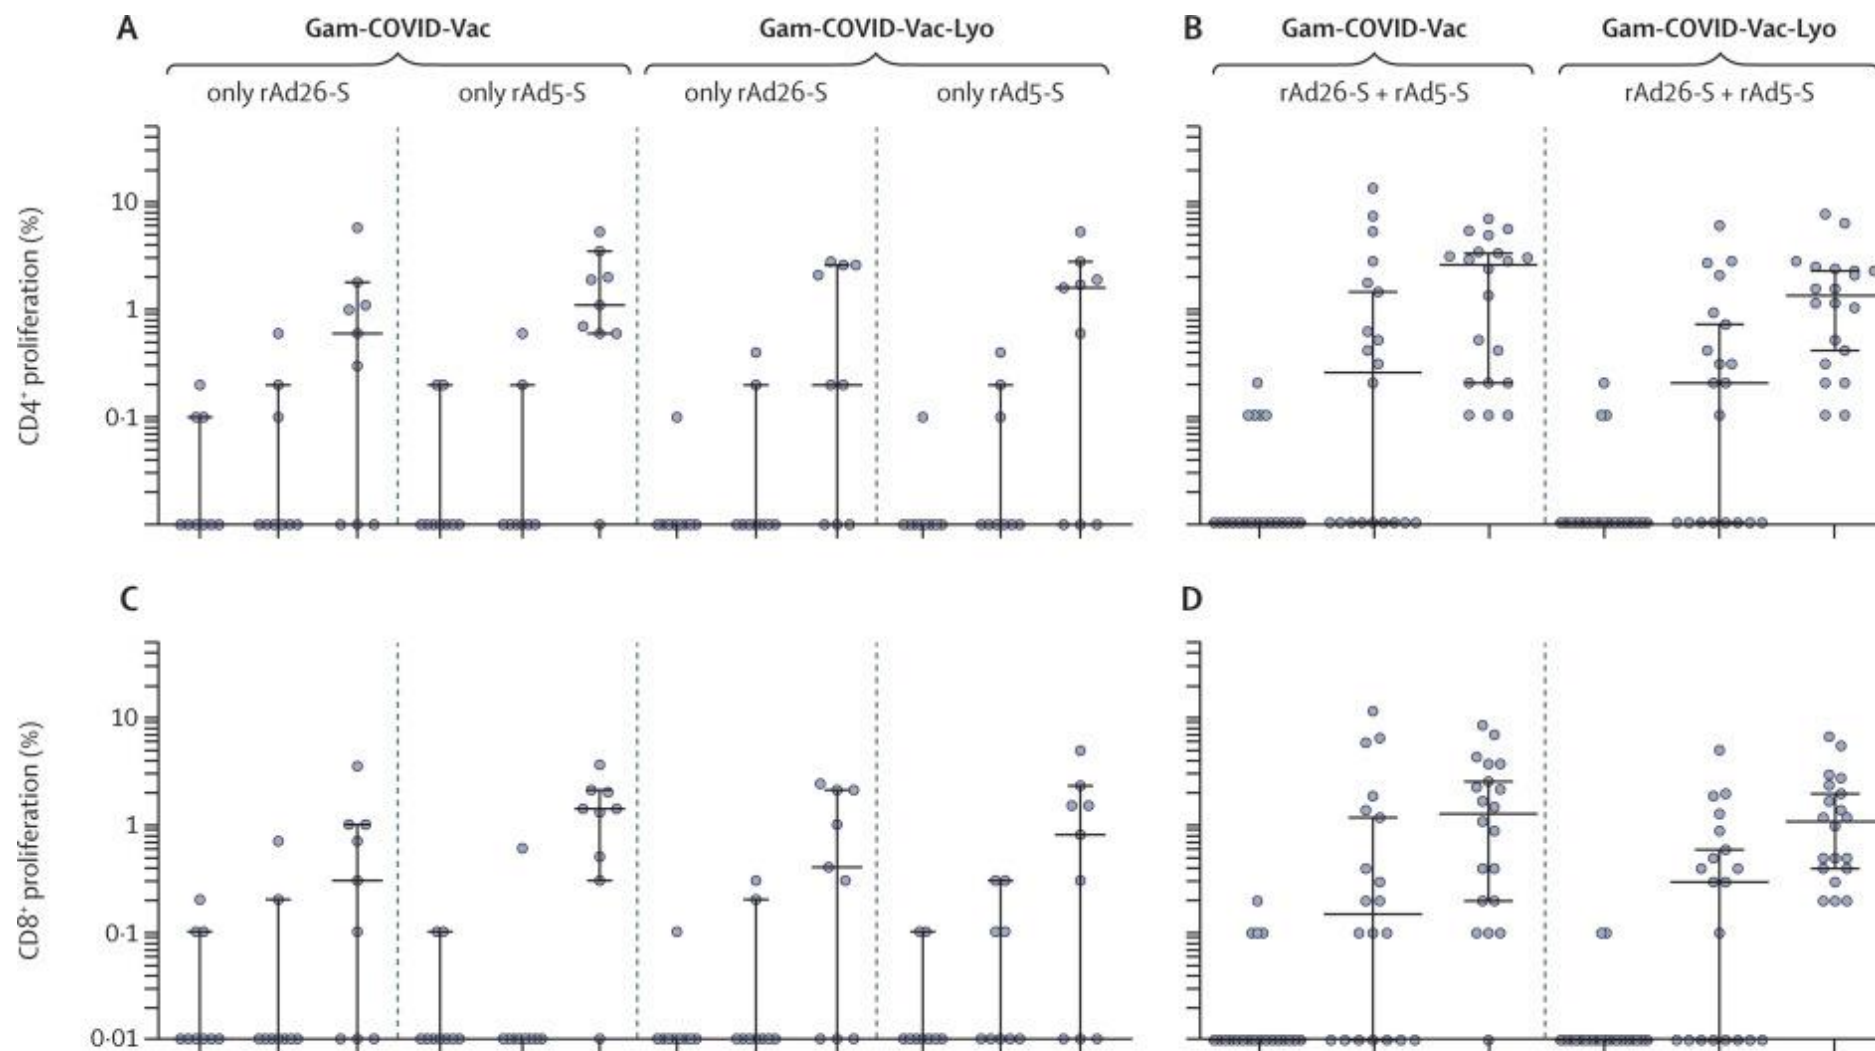 A
Gam-COVID-Vac
Gam-COVID-Vac-Lyo
only rAd26-S
only rAd5-S
only rAd26-S
only rAd5-S
CD4⁺ proliferation (%)
10
1
0·1
B
Gam-COVID-Vac
Gam-COVID-Vac-Lyo
rAd26-S + rAd5-S
rAd26-S + rAd5-S
C
CD8⁺ proliferation (%)
10
1
0·1
0·01
D